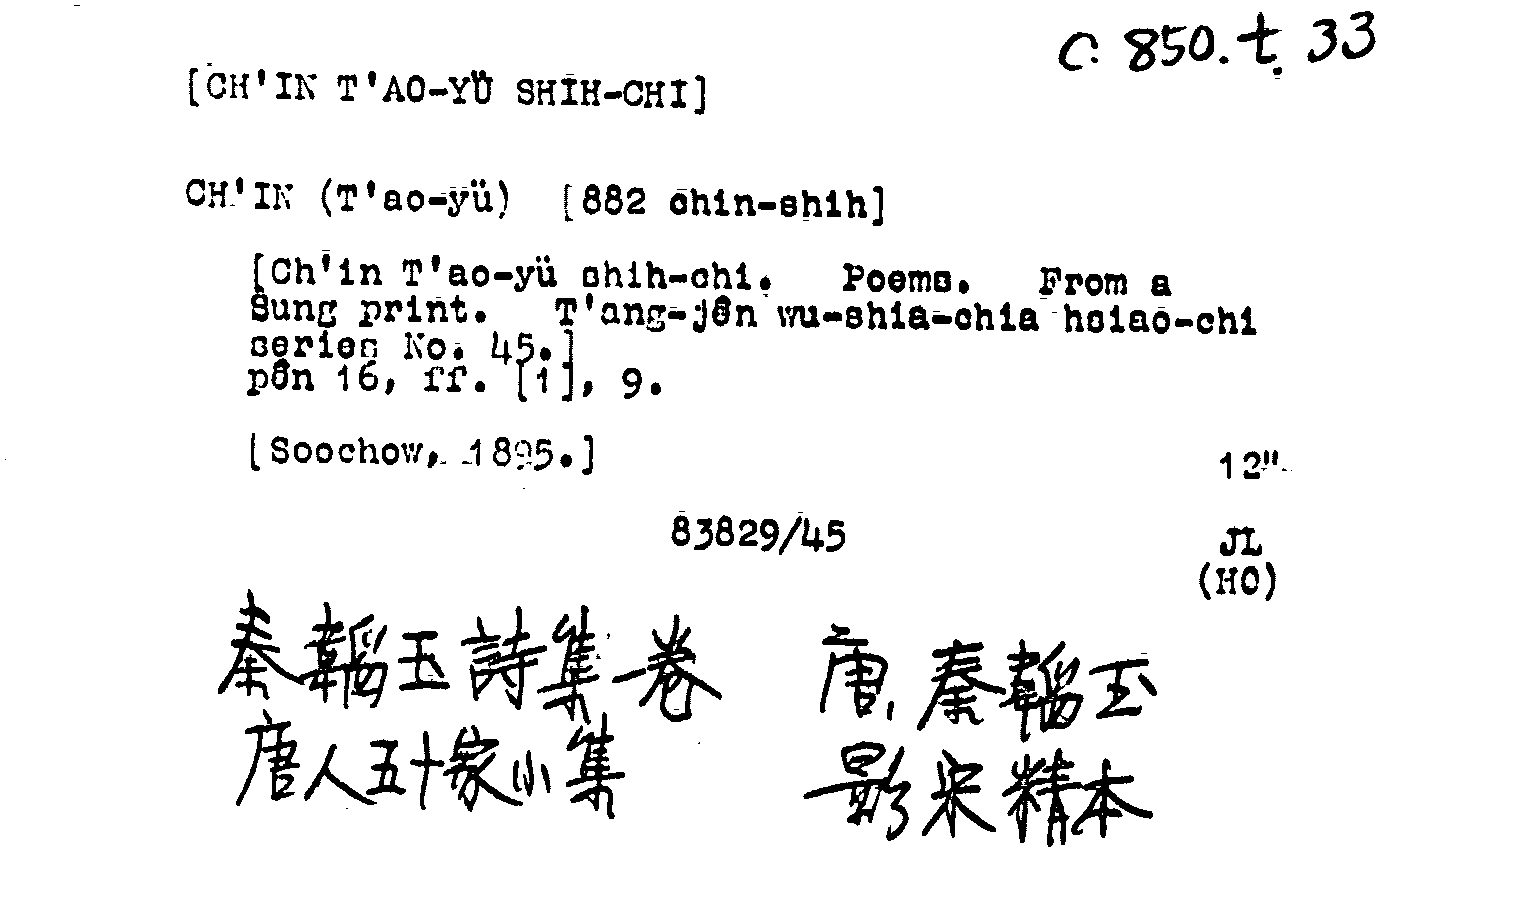 C. 850. t. 33
[CH'IN T'AO-YÜ SHIH-CHI]
CH'IN (T'ao-yü) [882 chin-shih]
[Ch'in T'ao-yü shih-chi. Poems. From a
Sung print. T'ang-jên wu-shia-chia hsiao-chi
series No. 45.]
pên 16, ff. [1], 9.
[Soochow, 1895.]
12"
83829/45
JL
(HO)
秦韜玉詩集一卷 唐, 秦韜玉
唐人五十家小集 影宋精本